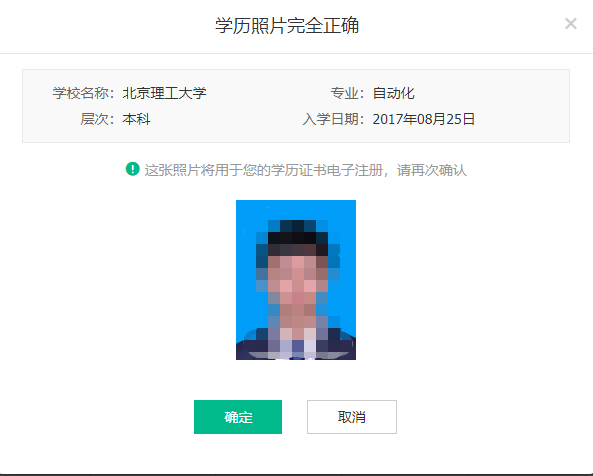 学历照片完全正确
学校名称：北京理工大学 专业：自动化
层次：本科 入学日期：2017年08月25日
这张照片将用于您的学历证书电子注册，请再次确认
确定 取消